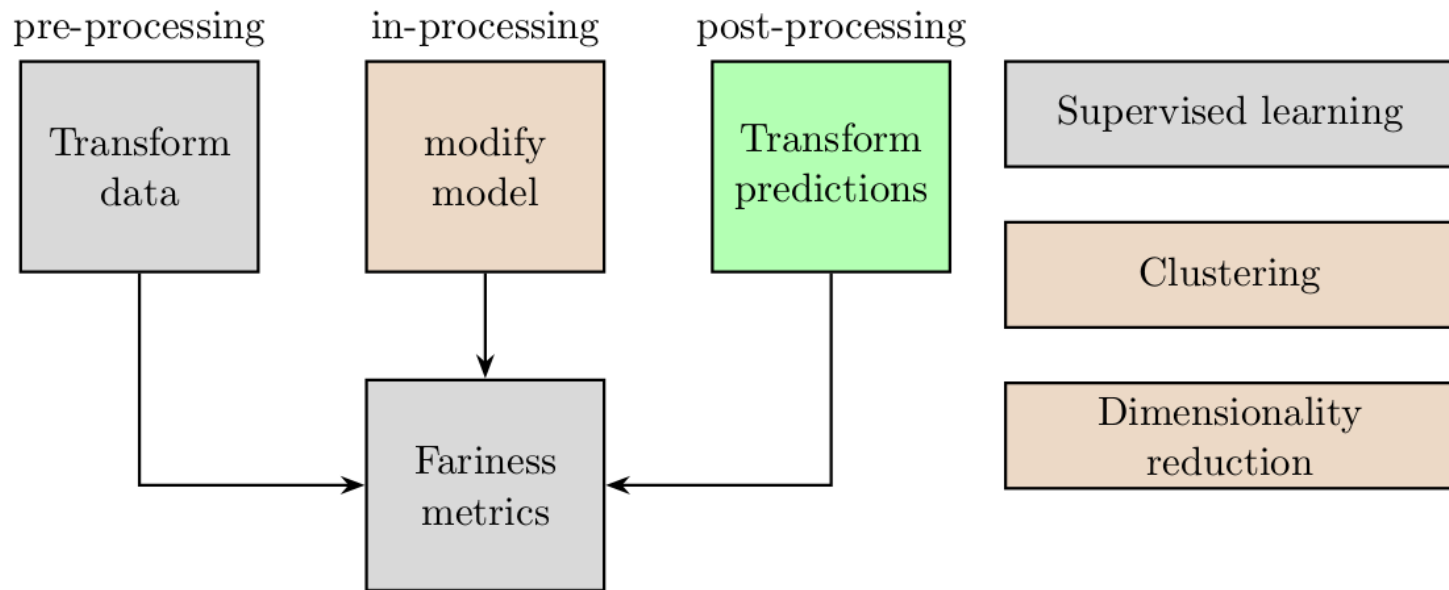 pre-processing
in-processing
post-processing
Transform
data
modify
model
Transform
predictions
Fariness
metrics
Supervised learning
Clustering
Dimensionality
reduction